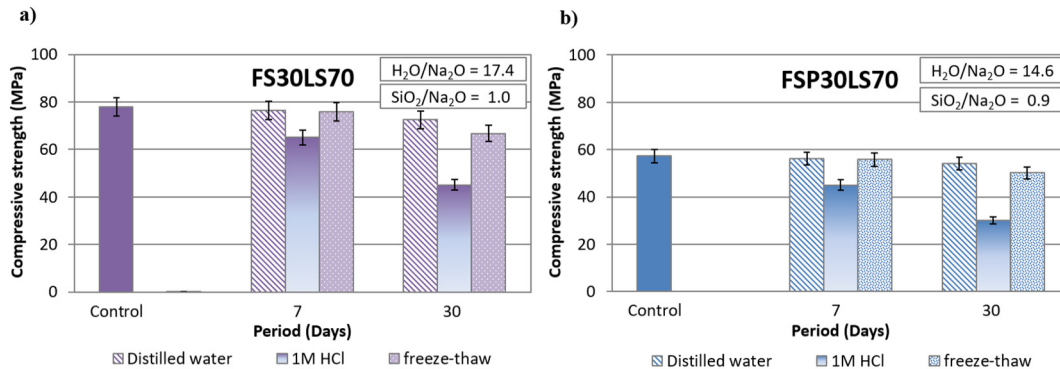 a)
Compressive strength (MPa)
100
80
60
40
20
0
FS30LS70
H₂O/Na₂O = 17.4
SiO₂/Na₂O = 1.0
Control
7
30
Period (Days)
Distilled water
1M HCl
freeze-thaw
b)
Compressive strength (MPa)
100
80
60
40
20
0
FSP30LS70
H₂O/Na₂O = 14.6
SiO₂/Na₂O = 0.9
Control
7
30
Period (Days)
Distilled water
1M HCl
freeze-thaw